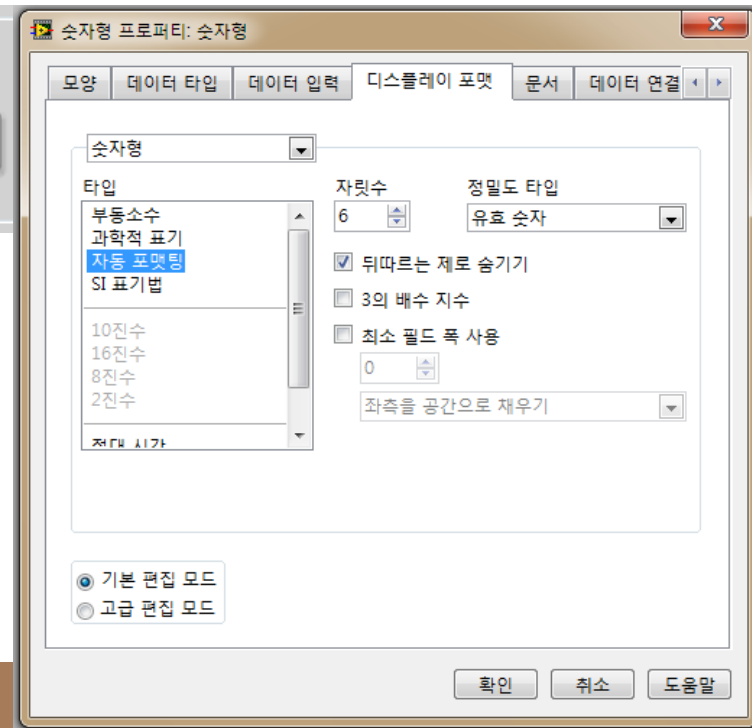 숫자형 프로퍼티: 숫자형
모양 데이터 타입 데이터 입력 디스플레이 포맷 문서 데이터 연결
숫자형
타입 자릿수 정밀도 타입
부동소수 6 유효 숫자
과학적 표기
자동 포맷팅 뒤따르는 제로 숨기기
SI 표기법
3의 배수 지수
10진수 최소 필드 폭 사용
16진수
8진수 0
2진수 좌측을 공간으로 채우기
절대 시간
기본 편집 모드
고급 편집 모드
확인 취소 도움말